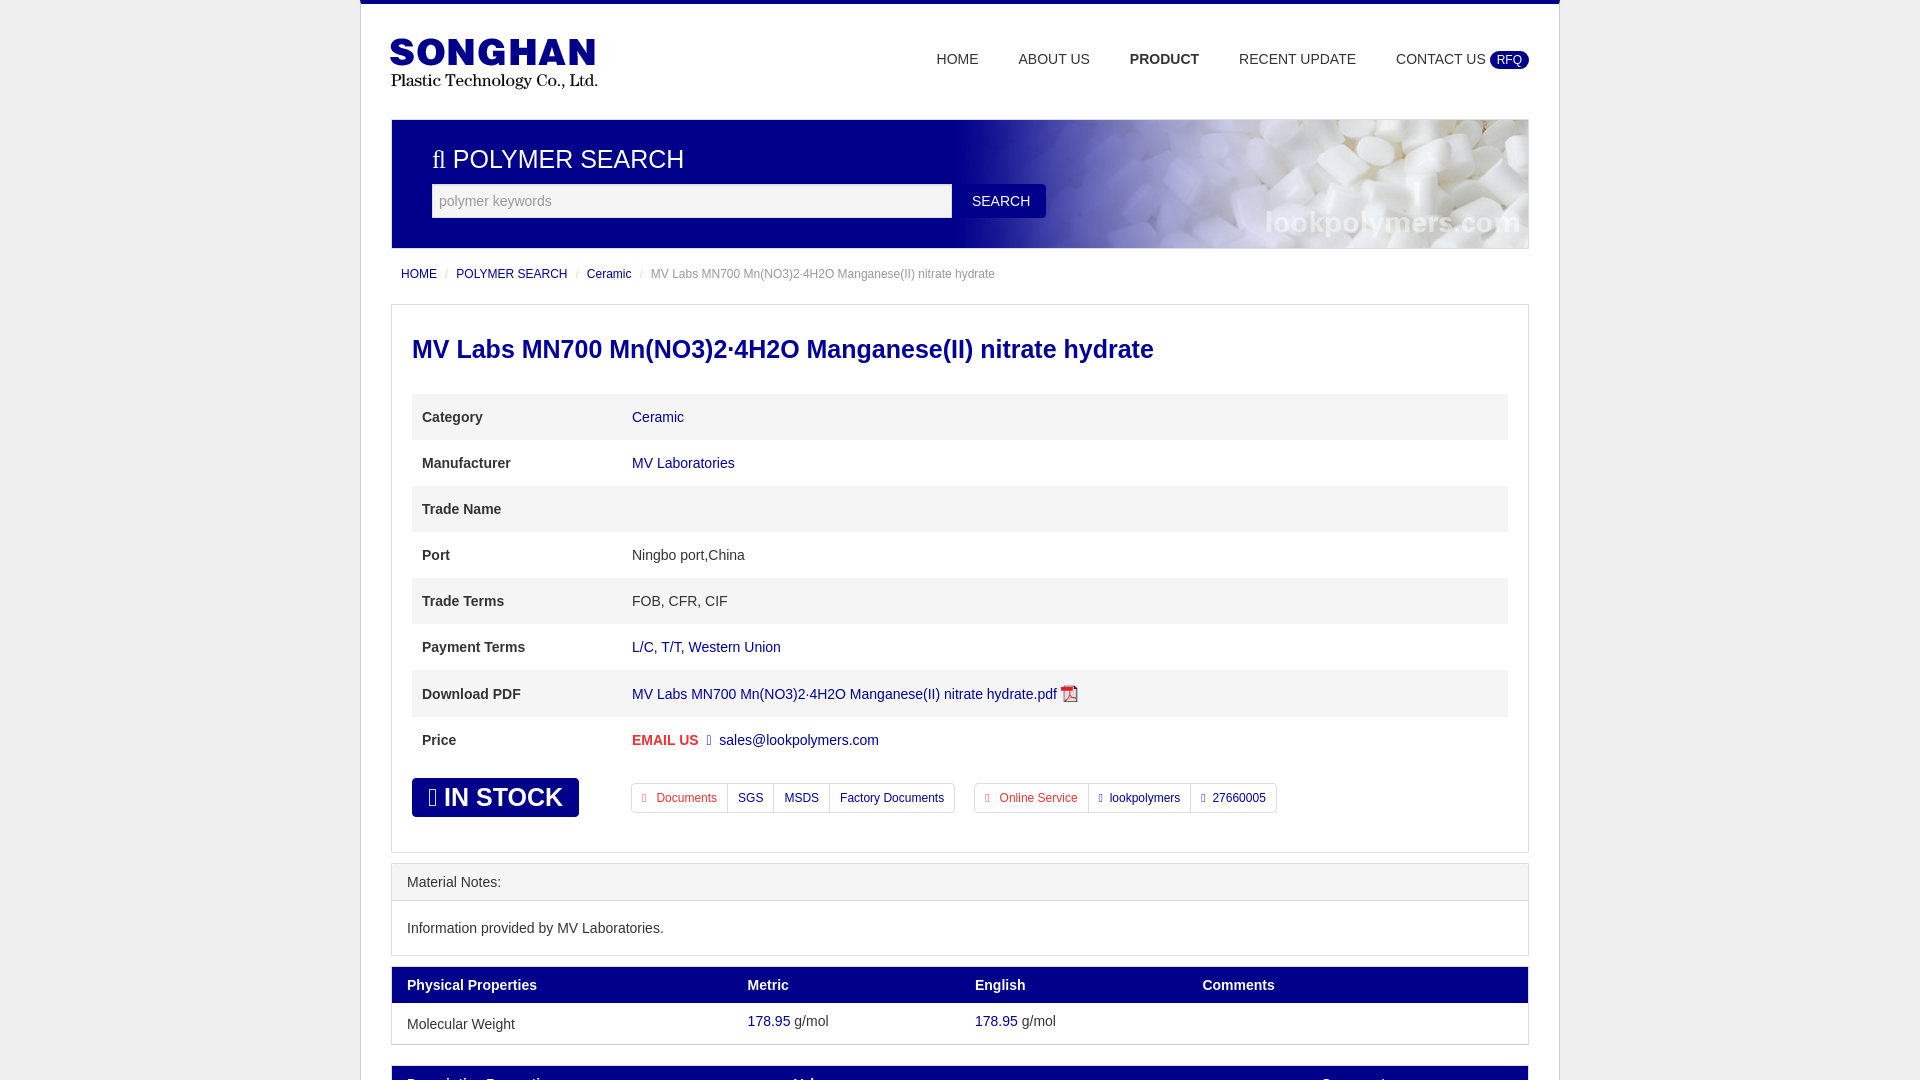 SONGHAN
Plastic Technology Co., Ltd.
HOME ABOUT US PRODUCT RECENT UPDATE CONTACT US RFQ
POLYMER SEARCH
polymer keywords SEARCH
lookpolymers.com
HOME / POLYMER SEARCH / Ceramic / MV Labs MN700 Mn(NO3)2·4H2O Manganese(II) nitrate hydrate
MV Labs MN700 Mn(NO3)2·4H2O Manganese(II) nitrate hydrate
Category Ceramic
Manufacturer MV Laboratories
Trade Name
Port Ningbo port,China
Trade Terms FOB, CFR, CIF
Payment Terms L/C, T/T, Western Union
Download PDF MV Labs MN700 Mn(NO3)2·4H2O Manganese(II) nitrate hydrate.pdf
Price EMAIL US sales@lookpolymers.com
IN STOCK Documents SGS MSDS Factory Documents Online Service lookpolymers 27660005
Material Notes:
Information provided by MV Laboratories.
Physical Properties Metric English Comments
Molecular Weight 178.95 g/mol 178.95 g/mol